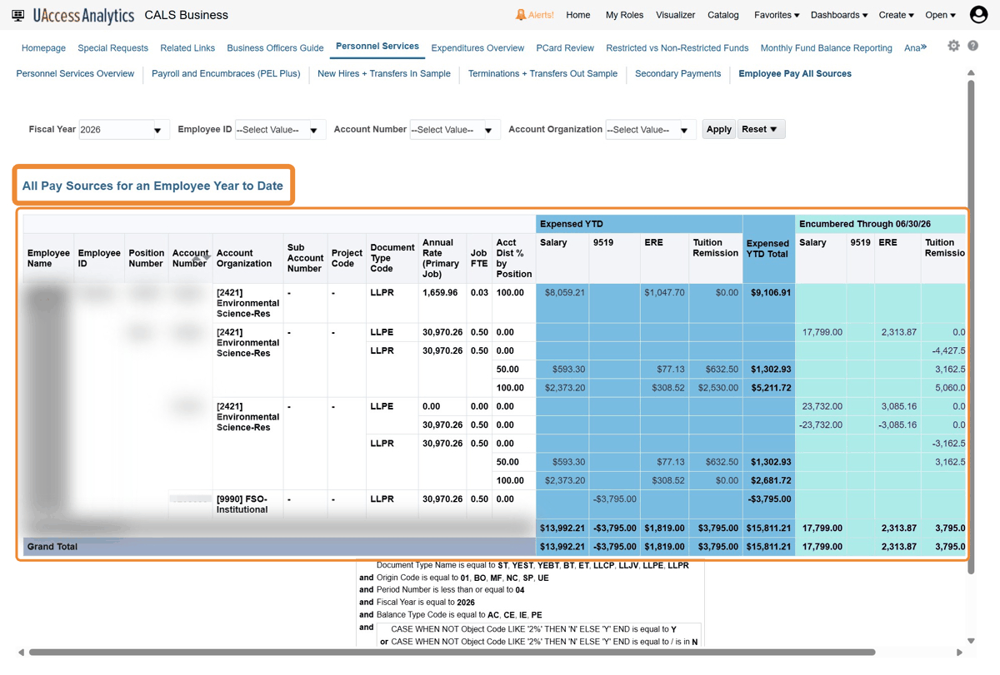 UAccess Analytics CALS Business Alerts! Home My Roles Visualizer Catalog Favorites Dashboards Create Open
Homepage Special Requests Related Links Business Officers Guide Personnel Services Expenditures Overview PCard Review Restricted vs Non-Restricted Funds Monthly Fund Balance Reporting Ana»
Personnel Services Overview Payroll and Encumbraces (PEL Plus) New Hires + Transfers In Sample Terminations + Transfers Out Sample Secondary Payments Employee Pay All Sources
Fiscal Year 2026 Employee ID --Select Value-- Account Number --Select Value-- Account Organization --Select Value-- Apply Reset
All Pay Sources for an Employee Year to Date
Expensed YTD Encumbered Through 06/30/26
Employee Name Employee ID Position Number Account Number Account Organization Sub Account Number Project Code Document Type Code Annual Rate (Primary Job) Job FTE Acct Dist % by Position Salary 9519 ERE Tuition Remission Expensed YTD Total Salary 9519 ERE Tuition Remissio
[2421] Environmental Science-Res - - LLPR 1,659.96 0.03 100.00 $8,059.21 $1,047.70 $0.00 $9,106.91
[2421] Environmental Science-Res - - LLPE 30,970.26 0.50 0.00 17,799.00 2,313.87 0.0
LLPR 30,970.26 0.50 0.00 -4,427.5
50.00 $593.30 $77.13 $632.50 $1,302.93 3,162.5
100.00 $2,373.20 $308.52 $2,530.00 $5,211.72 5,060.0
[2421] Environmental Science-Res - - LLPE 0.00 0.00 0.00 23,732.00 3,085.16 0.0
30,970.26 0.50 0.00 -23,732.00 -3,085.16 0.0
LLPR 30,970.26 0.50 0.00 -3,162.5
50.00 $593.30 $77.13 $632.50 $1,302.93 3,162.5
100.00 $2,373.20 $308.52 $0.00 $2,681.72
[9990] FSO-Institutional - - LLPR 30,970.26 0.50 0.00 -$3,795.00 -$3,795.00
$13,992.21 -$3,795.00 $1,819.00 $3,795.00 $15,811.21 17,799.00 2,313.87 3,795.0
Grand Total $13,992.21 -$3,795.00 $1,819.00 $3,795.00 $15,811.21 17,799.00 2,313.87 3,795.0
Document Type Name is equal to ST, YEST, YEBT, BT, ET, LLCP, LLJV, LLPE, LLPR
and Origin Code is equal to 01, BO, MF, NC, SP, UE
and Period Number is less than or equal to 04
and Fiscal Year is equal to 2026
and Balance Type Code is equal to AC, CE, IE, PE
and CASE WHEN NOT Object Code LIKE '2%' THEN 'N' ELSE 'Y' END is equal to Y
or CASE WHEN NOT Object Code LIKE '2%' THEN 'N' ELSE 'Y' END is equal to / is in N